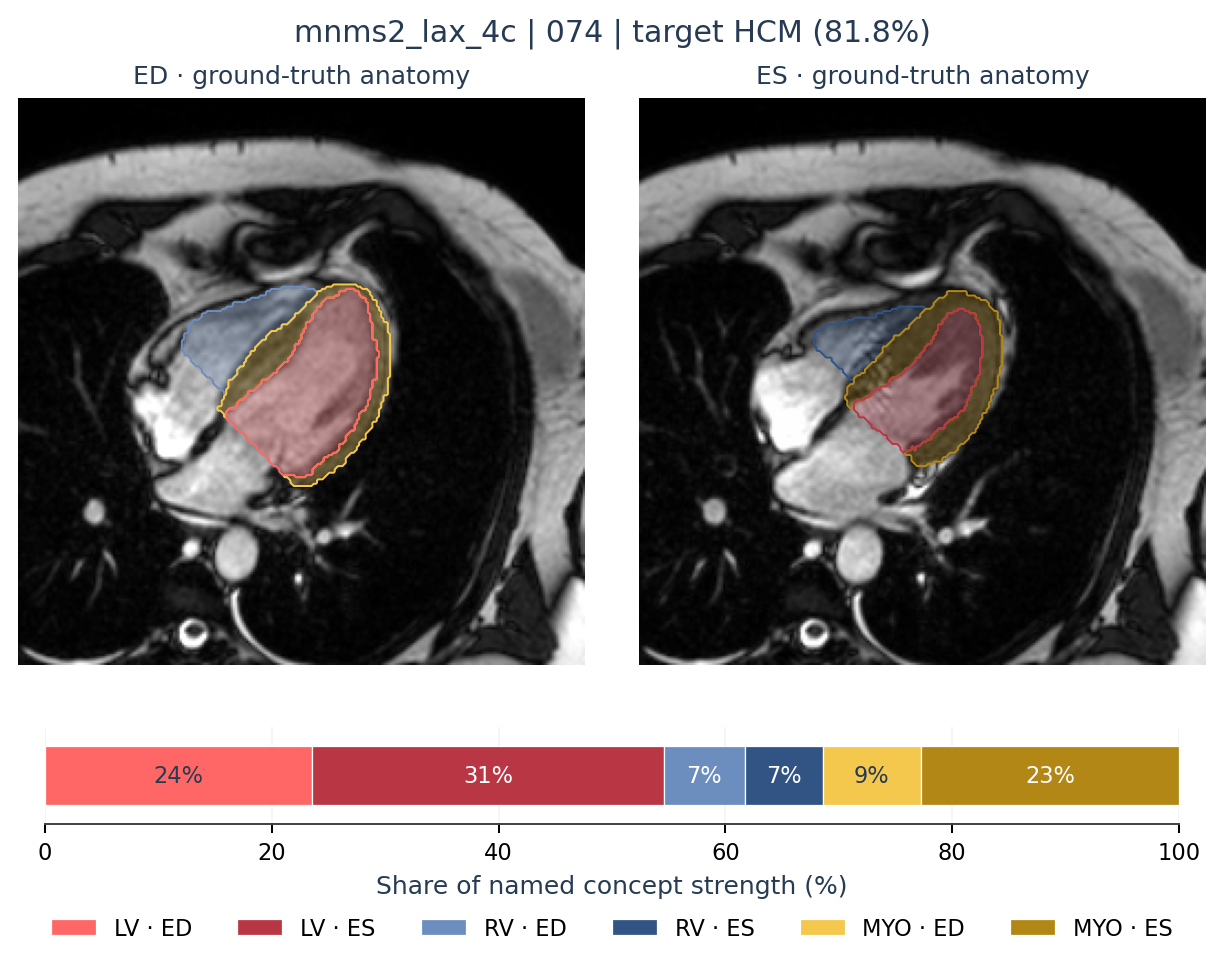 mnms2_lax_4c | 074 | target HCM (81.8%)
ED · ground-truth anatomy
ES · ground-truth anatomy
24%
31%
7%
7%
9%
23%
0
20
40
60
80
100
Share of named concept strength (%)
LV · ED
LV · ES
RV · ED
RV · ES
MYO · ED
MYO · ES